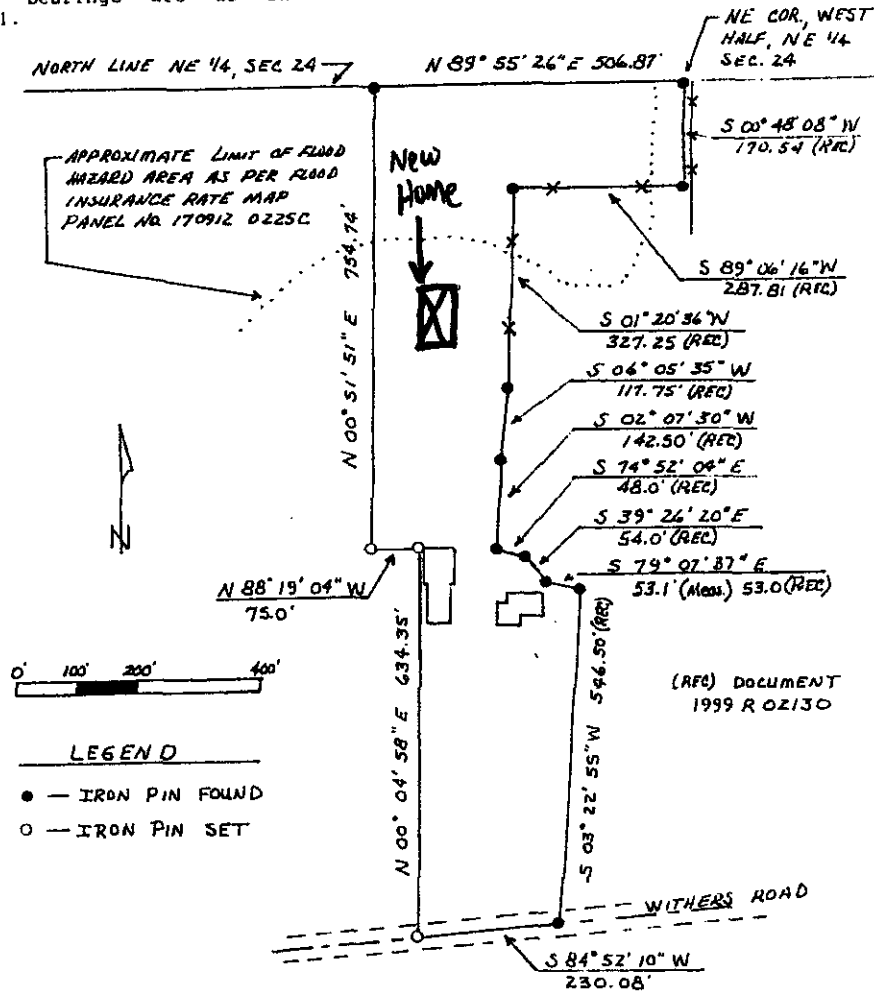 1.
NE COR., WEST
HALF, NE 1/4
SEC. 24
NORTH LINE NE 1/4, SEC 24
N 89° 55' 26" E 506.87'
S 00° 48' 08" W
170.54 (REC)
APPROXIMATE LIMIT OF FLOOD
HAZARD AREA AS PER FLOOD
INSURANCE RATE MAP
PANEL NO. 170912 0225C
New
Home
X
N 00° 51' 51" E 754.74'
S 89° 06' 16" W
287.81 (REC)
S 01° 20' 36" W
327.25 (REC)
S 06° 05' 35" W
117.75' (REC)
S 02° 07' 30" W
142.50' (REC)
S 74° 52' 04" E
48.0' (REC)
S 39° 26' 20" E
54.0' (REC)
S 79° 07' 37" E
53.1' (Meas.) 53.0 (REC)
N
N 88° 19' 04" W
75.0'
0' 100' 200' 400'
N 00° 04' 58" E 634.35'
S 03° 22' 55" W 546.50' (REC)
(REC) DOCUMENT
1999 R 02130
LEGEND
● — IRON PIN FOUND
○ — IRON PIN SET
WITHERS ROAD
S 84° 52' 10" W
230.08'